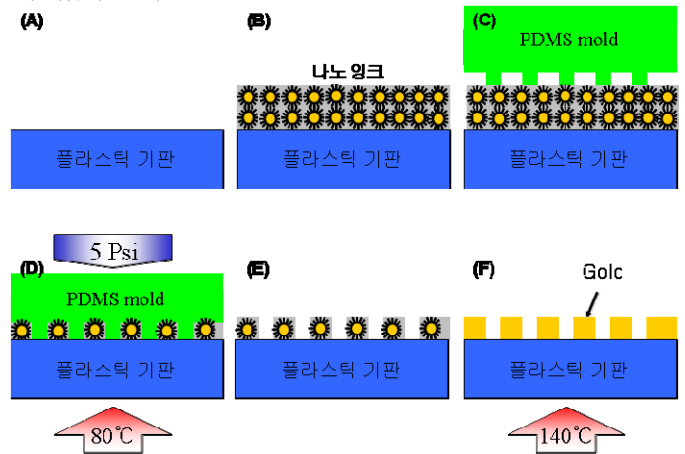 (A)
플라스틱 기판
(B)
나노 잉크
플라스틱 기판
(C)
PDMS mold
플라스틱 기판
5 Psi
(D)
PDMS mold
플라스틱 기판
80℃
(E)
플라스틱 기판
(F)
Golc
플라스틱 기판
140℃